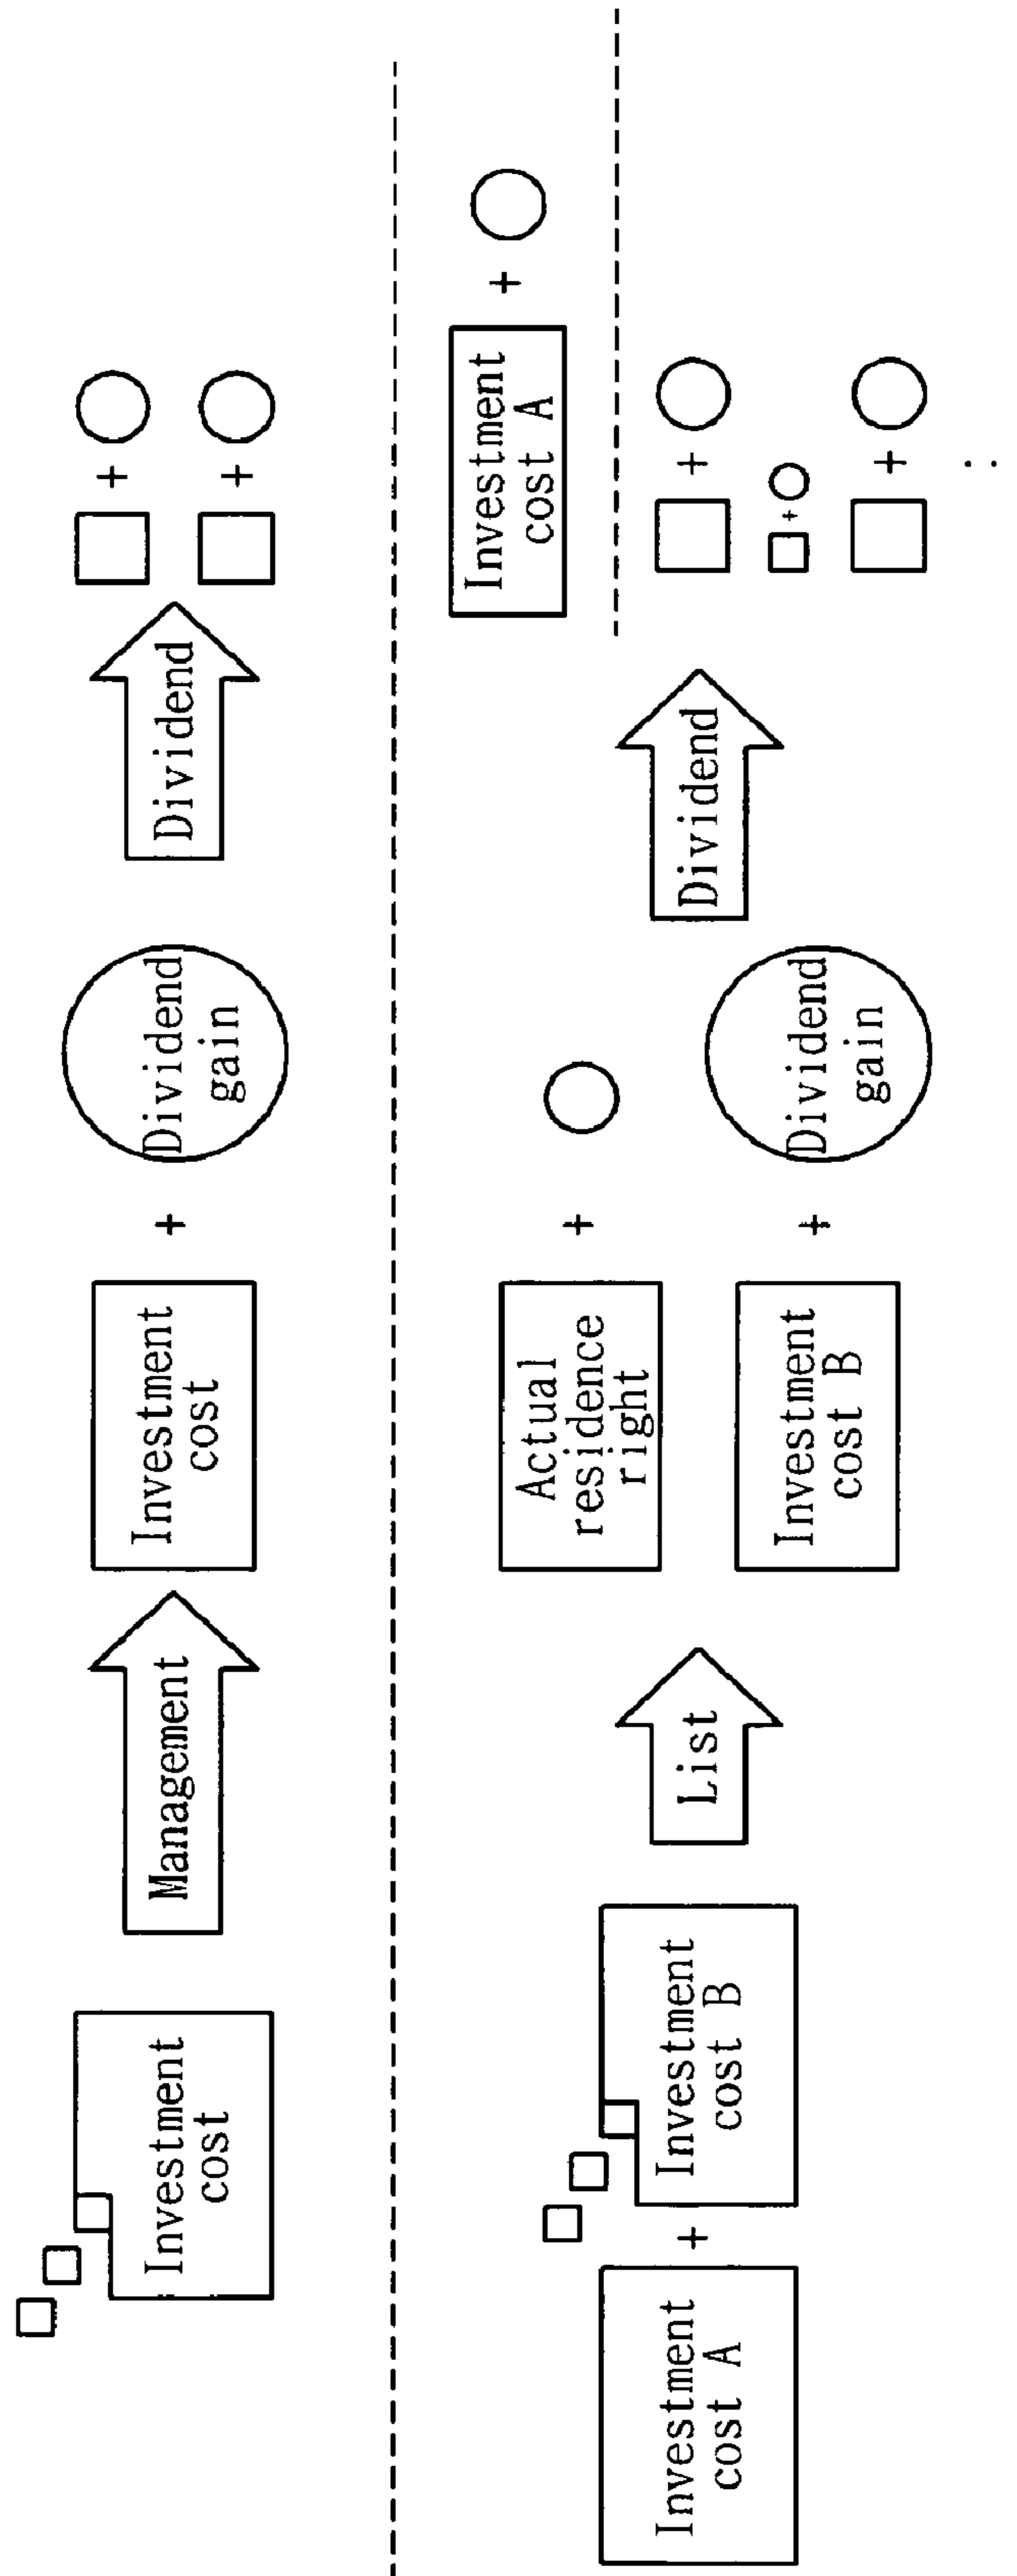 Investment
cost
Management
Investment
cost
+
Dividend
gain
Dividend
+
+
Investment
cost A
+
Investment
cost B
List
Actual
residence
right
+
Investment
cost B
+
Dividend
gain
Dividend
Investment
cost A
+
+
+
+
: